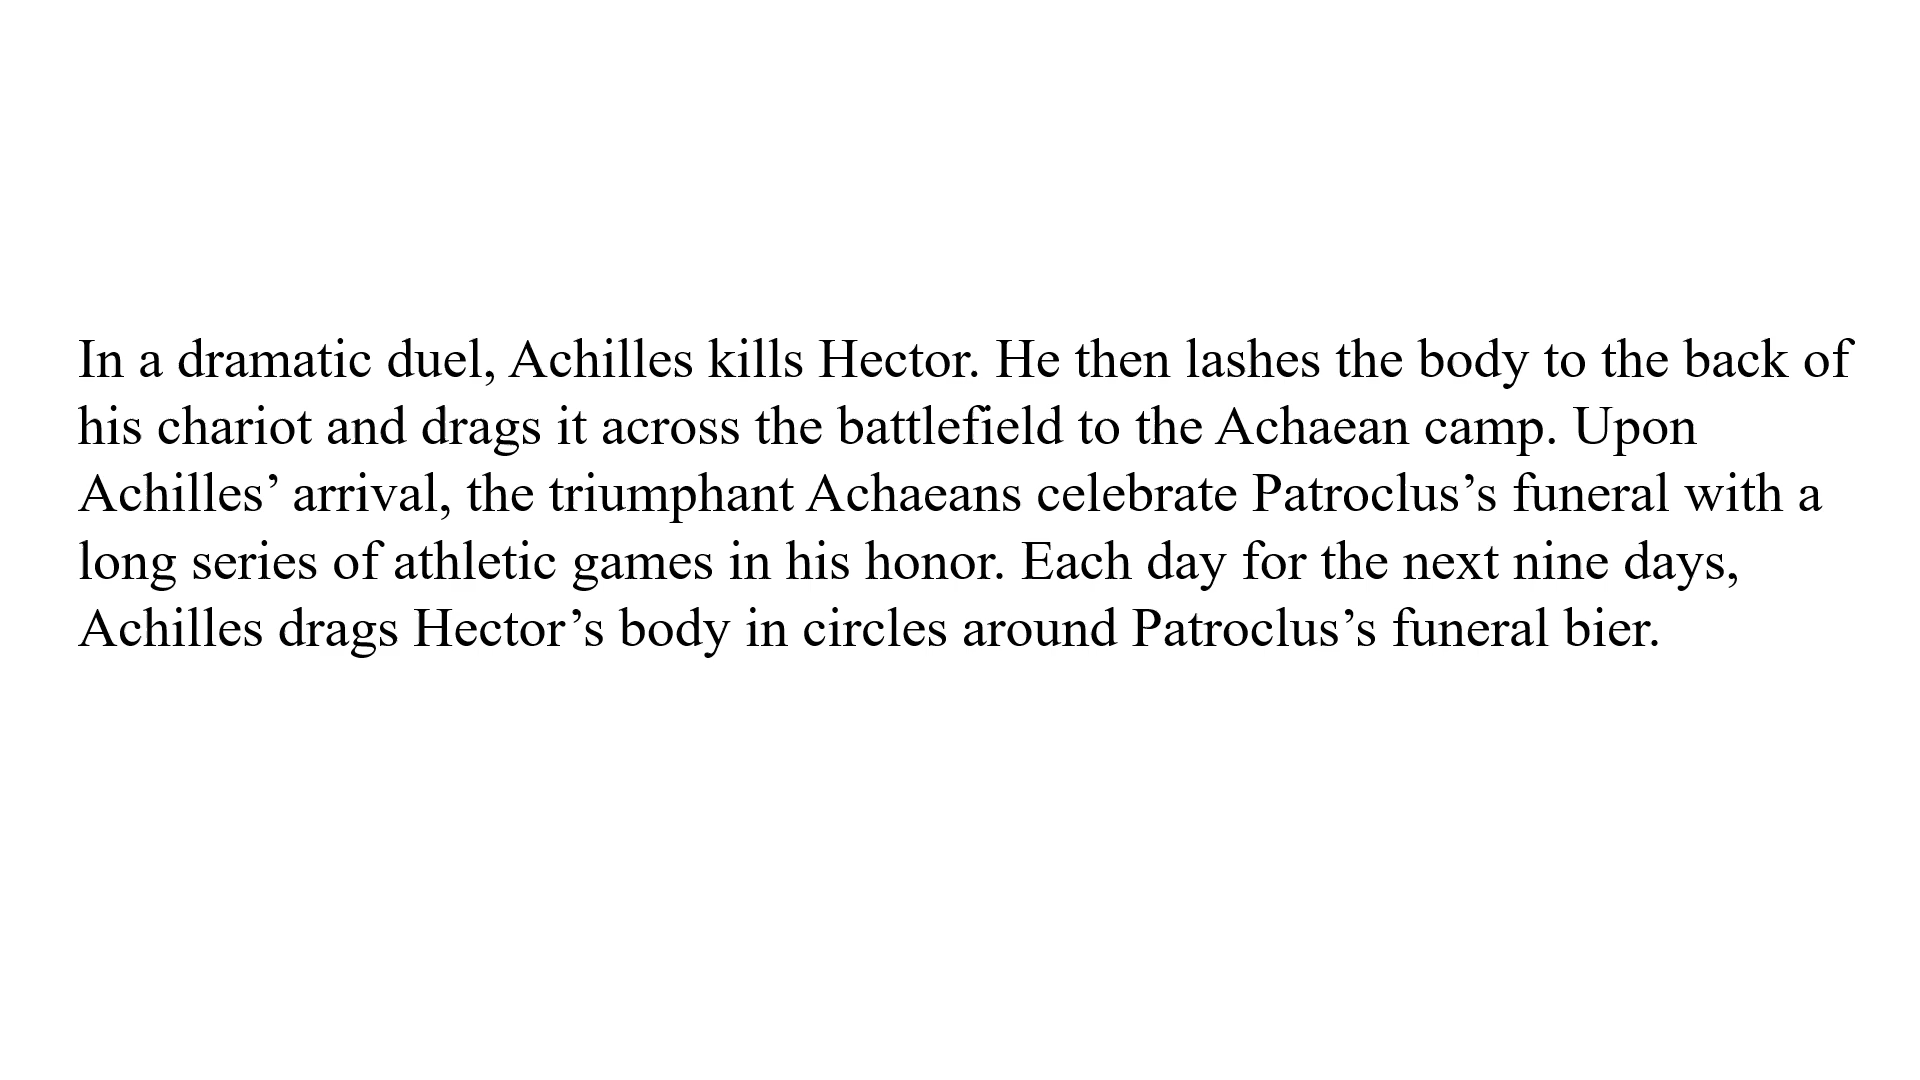 In a dramatic duel, Achilles kills Hector. He then lashes the body to the back of
his chariot and drags it across the battlefield to the Achaean camp. Upon
Achilles’ arrival, the triumphant Achaeans celebrate Patroclus’s funeral with a
long series of athletic games in his honor. Each day for the next nine days,
Achilles drags Hector’s body in circles around Patroclus’s funeral bier.